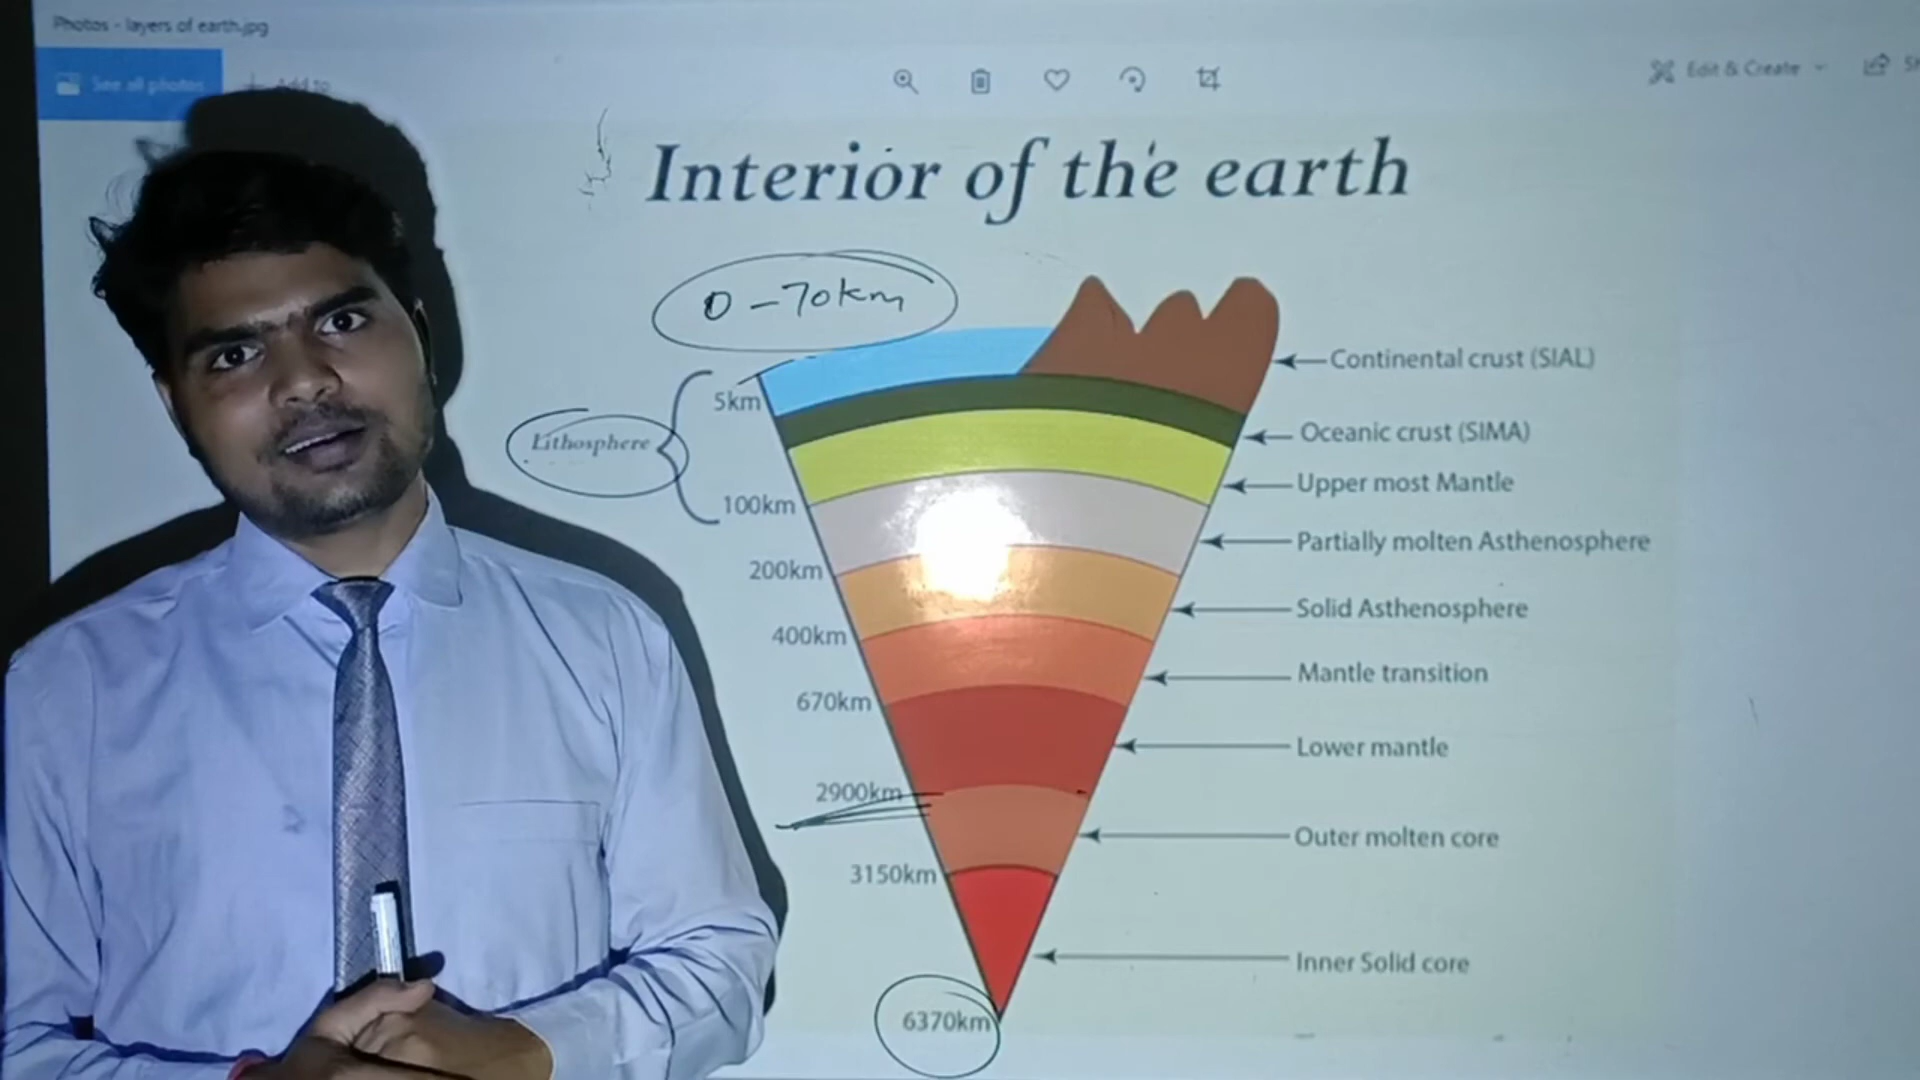 Photos - layers of earth.jpg
See all photos
Add to
Edit & Create
Interior of the earth
0 - 70km
Continental crust (SIAL)
5km
Oceanic crust (SIMA)
Lithosphere
Upper most Mantle
100km
Partially molten Asthenosphere
200km
Solid Asthenosphere
400km
Mantle transition
670km
Lower mantle
2900km
Outer molten core
3150km
Inner Solid core
6370km